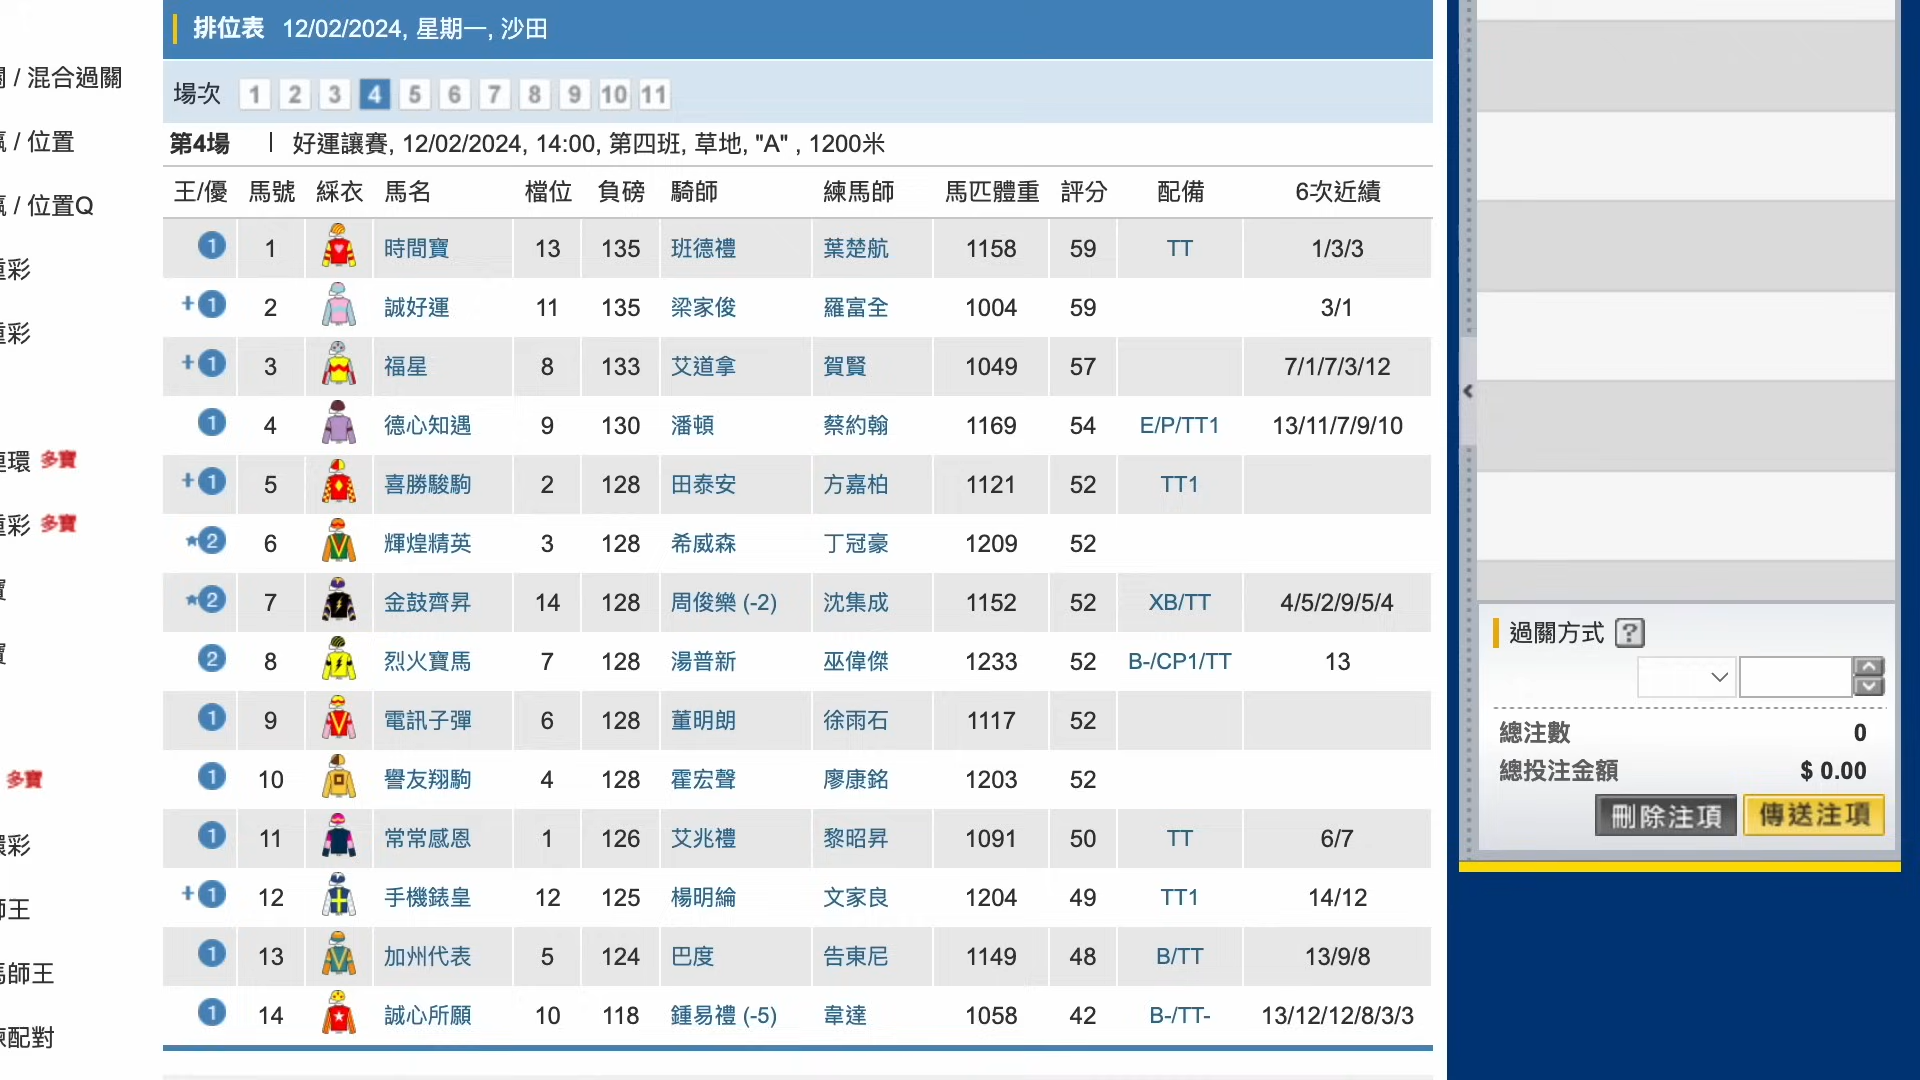 排位表 12/02/2024, 星期一, 沙田
/ 混合過關
場次 1 2 3 4 5 6 7 8 9 10 11
/ 位置
第4場 | 好運讓賽, 12/02/2024, 14:00, 第四班, 草地, "A" , 1200米
/ 位置Q
王/優 馬號 綵衣 馬名 檔位 負磅 騎師 練馬師 馬匹體重 評分 配備 6次近績
1 1 時間寶 13 135 班德禮 葉楚航 1158 59 TT 1/3/3
重彩
+ 1 2 誠好運 11 135 梁家俊 羅富全 1004 59 3/1
重彩
+ 1 3 福星 8 133 艾道拿 賀賢 1049 57 7/1/7/3/12
1 4 德心知遇 9 130 潘頓 蔡約翰 1169 54 E/P/TT1 13/11/7/9/10
連環 多寶
+ 1 5 喜勝駿駒 2 128 田泰安 方嘉柏 1121 52 TT1
重彩 多寶
★ 2 6 輝煌精英 3 128 希威森 丁冠豪 1209 52
寶
★ 2 7 金鼓齊昇 14 128 周俊樂 (-2) 沈集成 1152 52 XB/TT 4/5/2/9/5/4
寶
2 8 烈火寶馬 7 128 湯普新 巫偉傑 1233 52 B-/CP1/TT 13
1 9 電訊子彈 6 128 董明朗 徐雨石 1117 52
多寶
1 10 譽友翔駒 4 128 霍宏聲 廖康銘 1203 52
環彩
1 11 常常感恩 1 126 艾兆禮 黎昭昇 1091 50 TT 6/7
師王
+ 1 12 手機錶皇 12 125 楊明綸 文家良 1204 49 TT1 14/12
馬師王
1 13 加州代表 5 124 巴度 告東尼 1149 48 B/TT 13/9/8
1 14 誠心所願 10 118 鍾易禮 (-5) 韋達 1058 42 B-/TT- 13/12/12/8/3/3
配對
過關方式 ?
總注數 0
總投注金額 $ 0.00
刪除注項 傳送注項